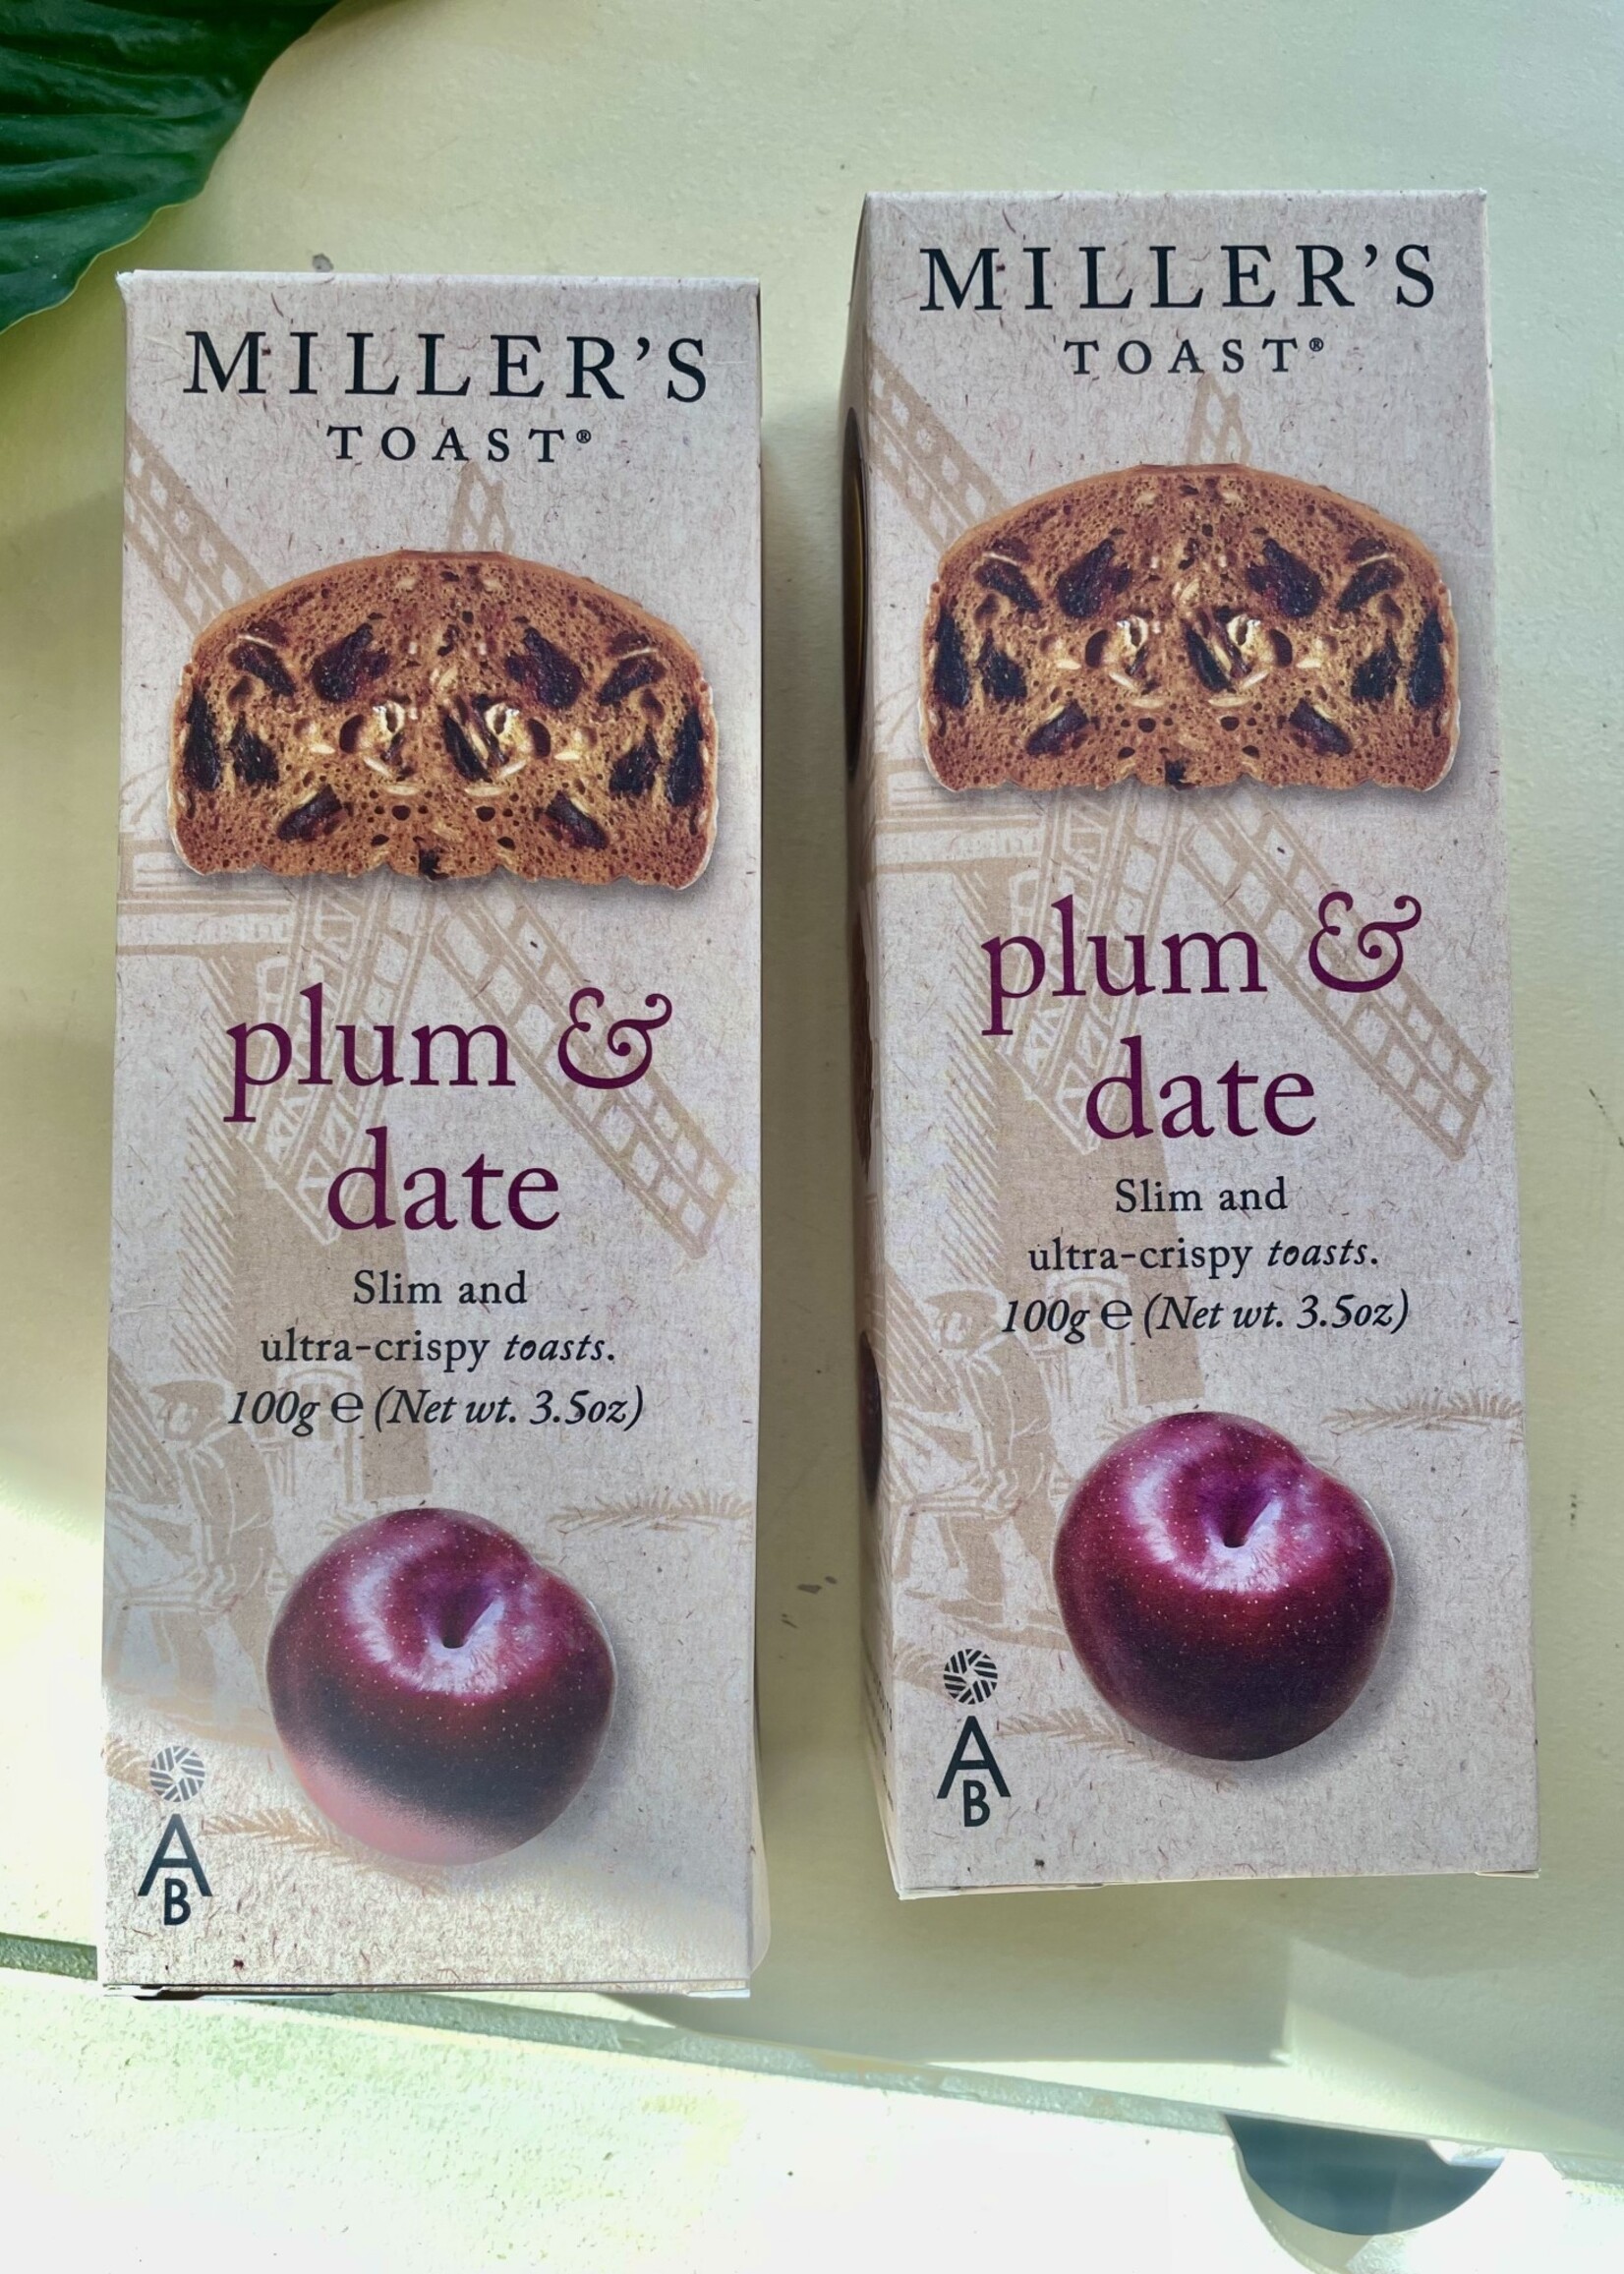 MILLER'S
TOAST®
plum &
date
Slim and
ultra-crispy toasts.
100g ℮ (Net wt. 3.5oz)
A
B
MILLER'S
TOAST®
plum &
date
Slim and
ultra-crispy toasts.
100g ℮ (Net wt. 3.5oz)
A
B